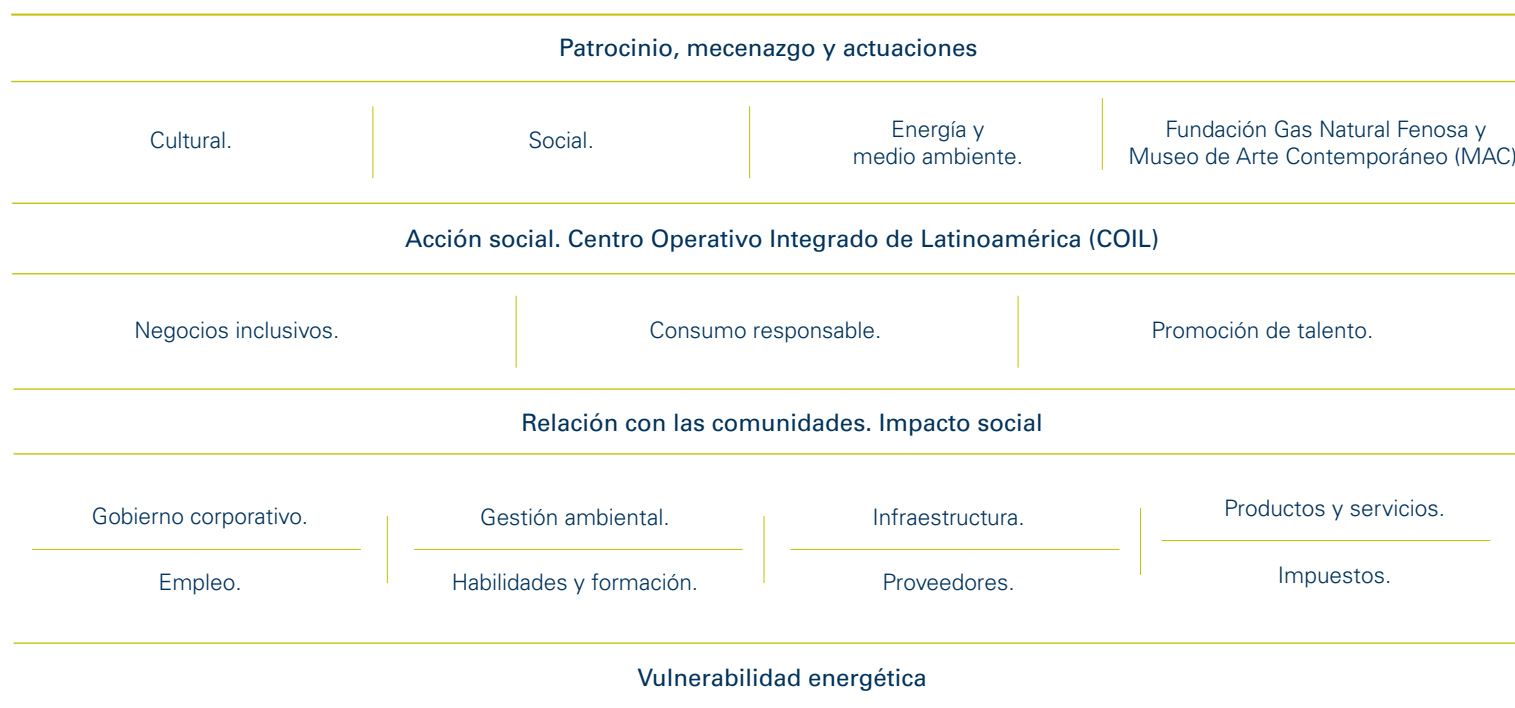 Patrocinio, mecenazgo y actuaciones
Cultural.
Social.
Energía y
medio ambiente.
Fundación Gas Natural Fenosa y
Museo de Arte Contemporáneo (MAC)
Acción social. Centro Operativo Integrado de Latinoamérica (COIL)
Negocios inclusivos.
Consumo responsable.
Promoción de talento.
Relación con las comunidades. Impacto social
Gobierno corporativo.
Gestión ambiental.
Infraestructura.
Productos y servicios.
Empleo.
Habilidades y formación.
Proveedores.
Impuestos.
Vulnerabilidad energética